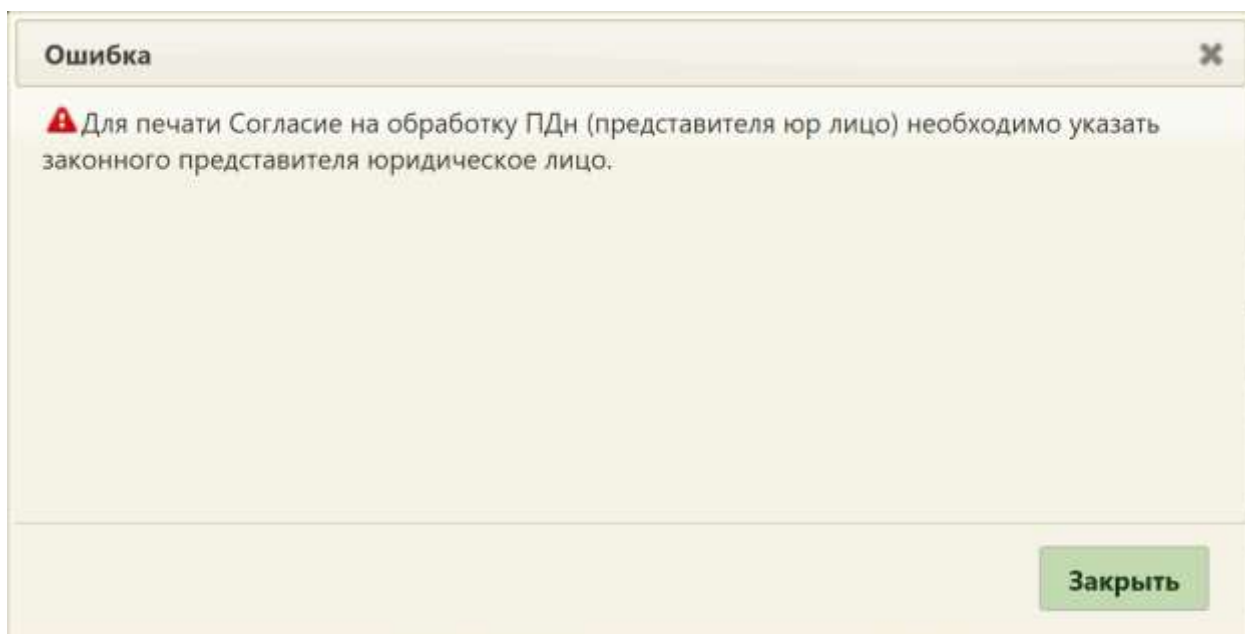 Ошибка
Для печати Согласие на обработку ПДн (представителя юр лицо) необходимо указать
законного представителя юридическое лицо.
Закрыть